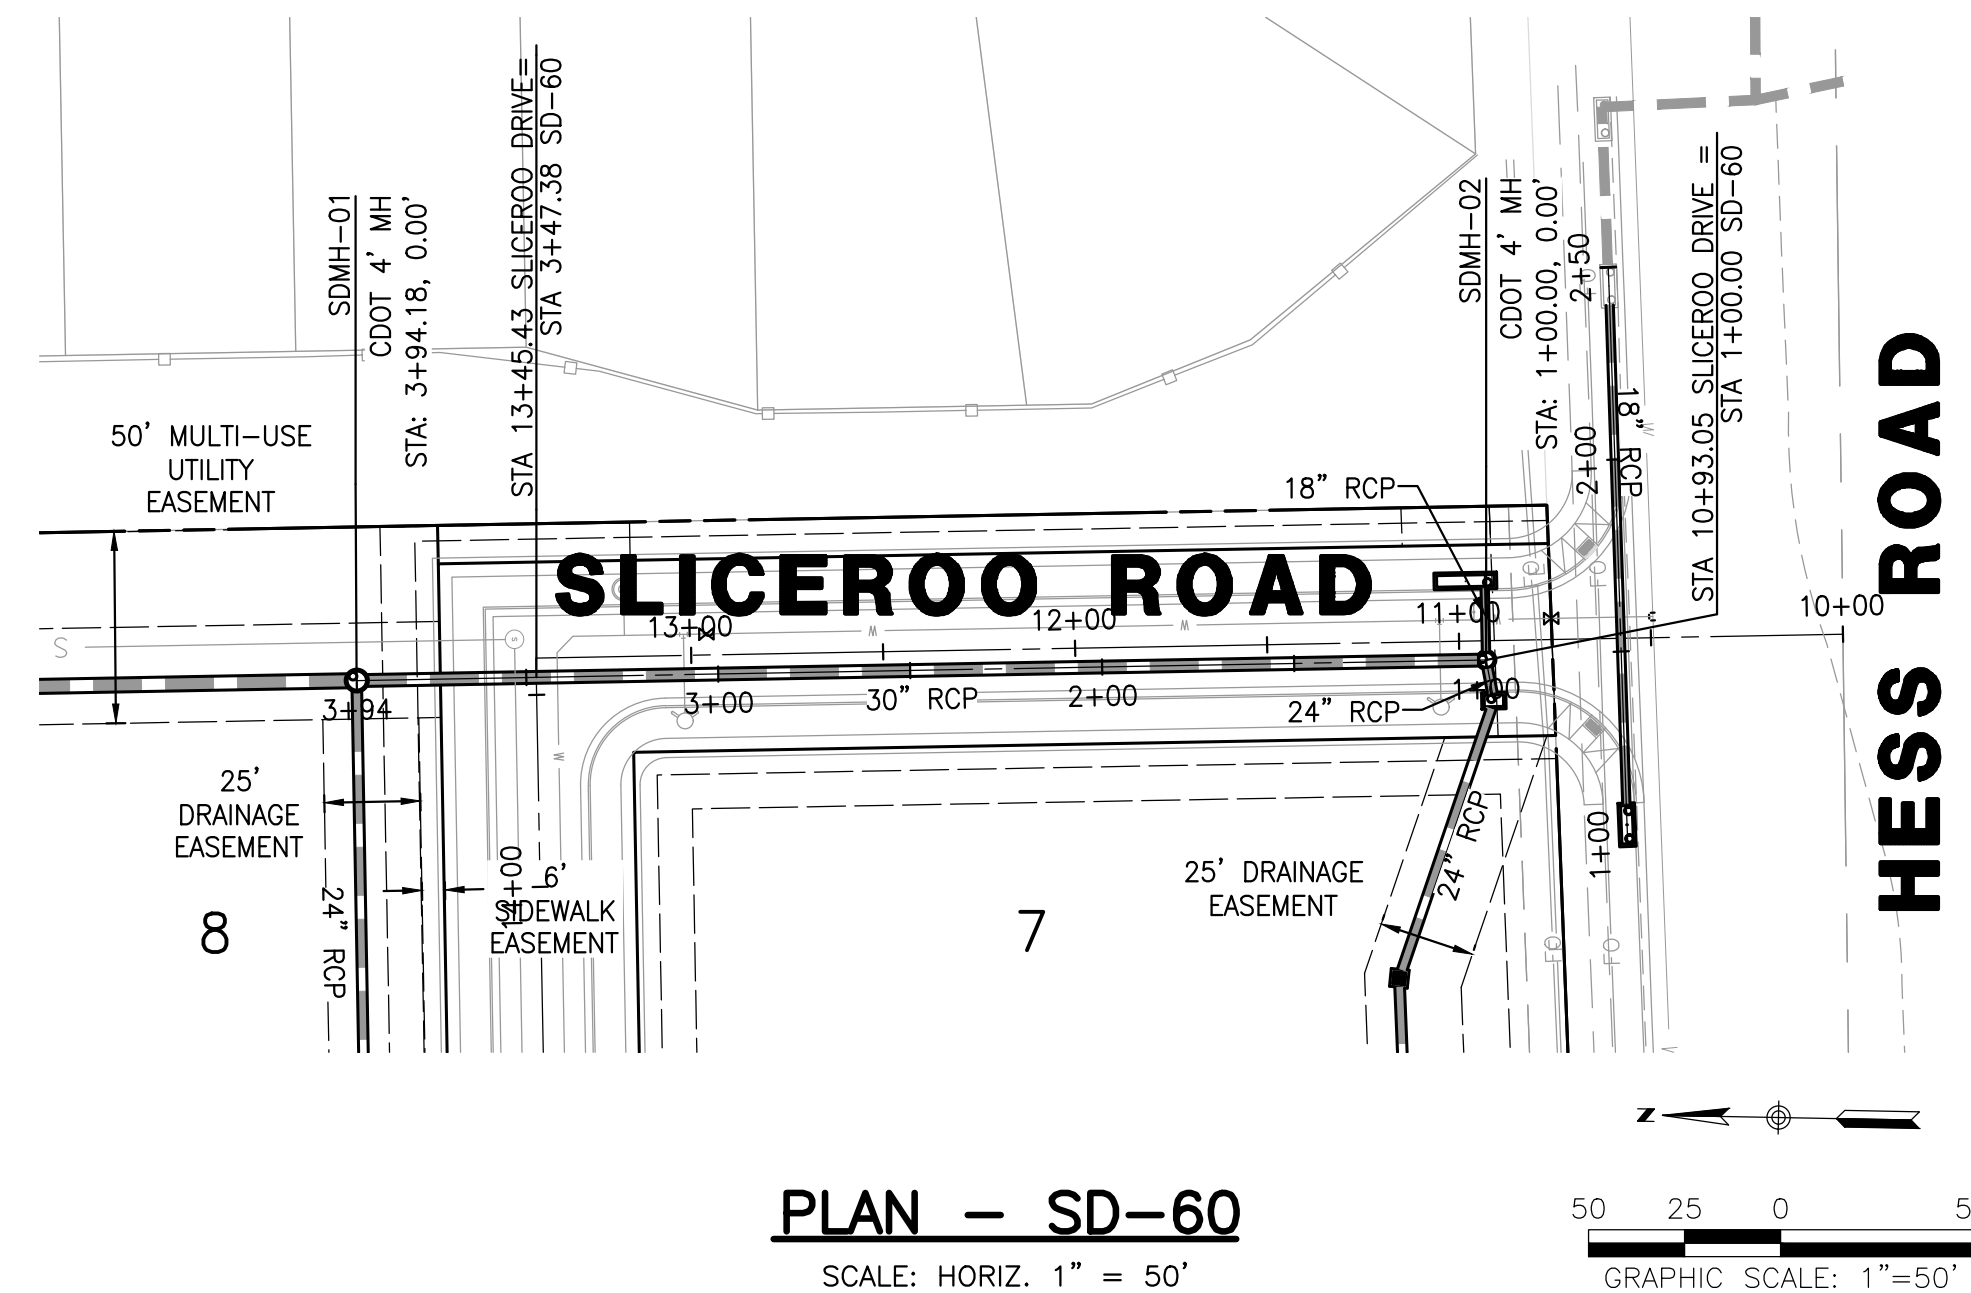 SDMH-01
CDOT 4' MH
STA: 3+94.18, 0.00'
STA 13+45.43 SLICEROO DRIVE=
STA 3+47.38 SD-60
SDMH-02
CDOT 4' MH
STA: 1+00.00, 0.00'
2+50
STA 10+93.05 SLICEROO DRIVE =
STA 1+00.00 SD-60
50' MULTI-USE
UTILITY
EASEMENT
18" RCP
2+00
18" RCP
W
HESS ROAD
SLICEROO ROAD
13+00
12+00
11+00
10+00
S
S
W
W
FO
3+94
3+00
30" RCP
2+00
24" RCP
1+00
W
25'
DRAINAGE
EASEMENT
24" RCP
14+00
6'
SIDEWALK
EASEMENT
8
7
25' DRAINAGE
EASEMENT
24" RCP
1+00
FO
FO
N
PLAN - SD-60
SCALE: HORIZ. 1" = 50'
50 25 0 5
GRAPHIC SCALE: 1"=50'